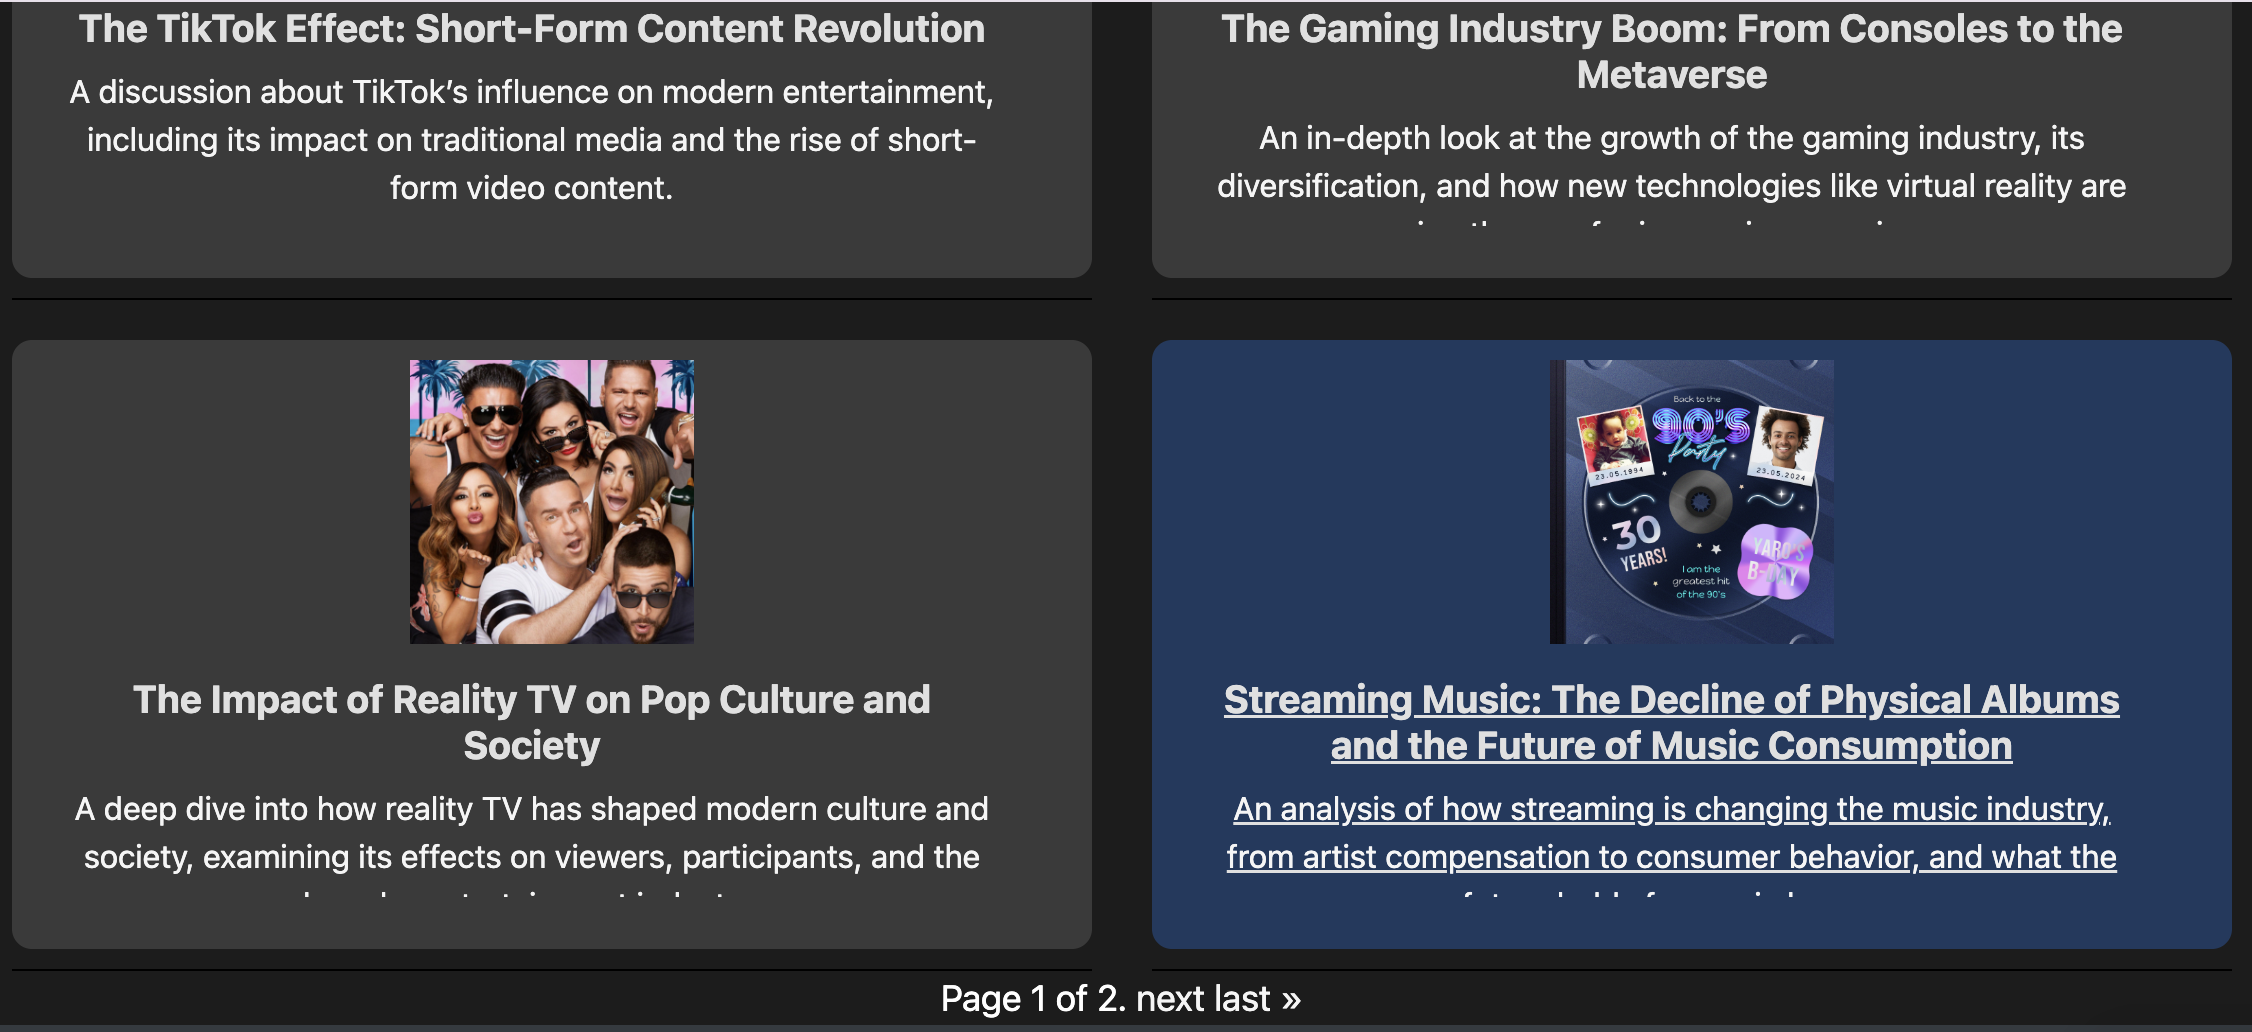 The TikTok Effect: Short-Form Content Revolution
A discussion about TikTok’s influence on modern entertainment,
including its impact on traditional media and the rise of short-
form video content.
The Gaming Industry Boom: From Consoles to the
Metaverse
An in-depth look at the growth of the gaming industry, its
diversification, and how new technologies like virtual reality are
The Impact of Reality TV on Pop Culture and
Society
A deep dive into how reality TV has shaped modern culture and
society, examining its effects on viewers, participants, and the
Back to the
90'S
Party
23.05.1994
23.05.2024
30
YEARS!
YARO'S
B-DAY
I am the
greatest hit
of the 90's
Streaming Music: The Decline of Physical Albums
and the Future of Music Consumption
An analysis of how streaming is changing the music industry,
from artist compensation to consumer behavior, and what the
Page 1 of 2. next last »